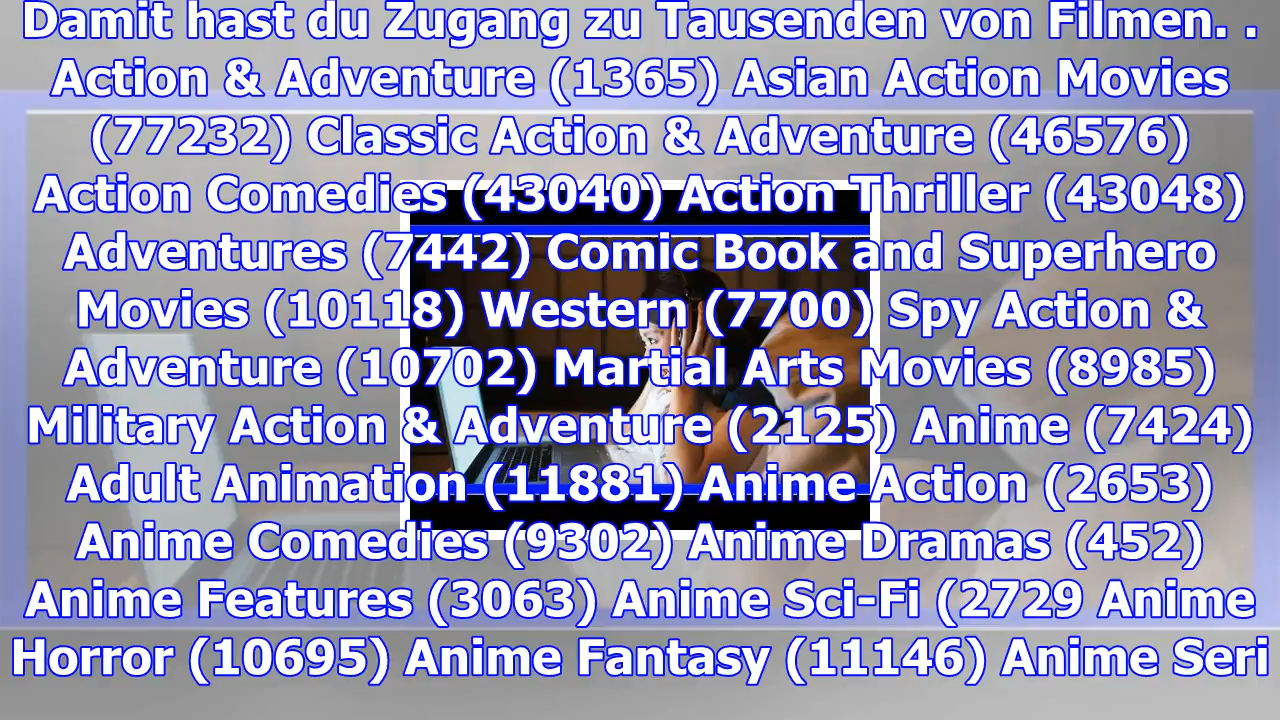 Damit hast du Zugang zu Tausenden von Filmen. .
Action & Adventure (1365) Asian Action Movies
(77232) Classic Action & Adventure (46576)
Action Comedies (43040) Action Thriller (43048)
Adventures (7442) Comic Book and Superhero
Movies (10118) Western (7700) Spy Action &
Adventure (10702) Martial Arts Movies (8985)
Military Action & Adventure (2125) Anime (7424)
Adult Animation (11881) Anime Action (2653)
Anime Comedies (9302) Anime Dramas (452)
Anime Features (3063) Anime Sci-Fi (2729 Anime
Horror (10695) Anime Fantasy (11146) Anime Seri